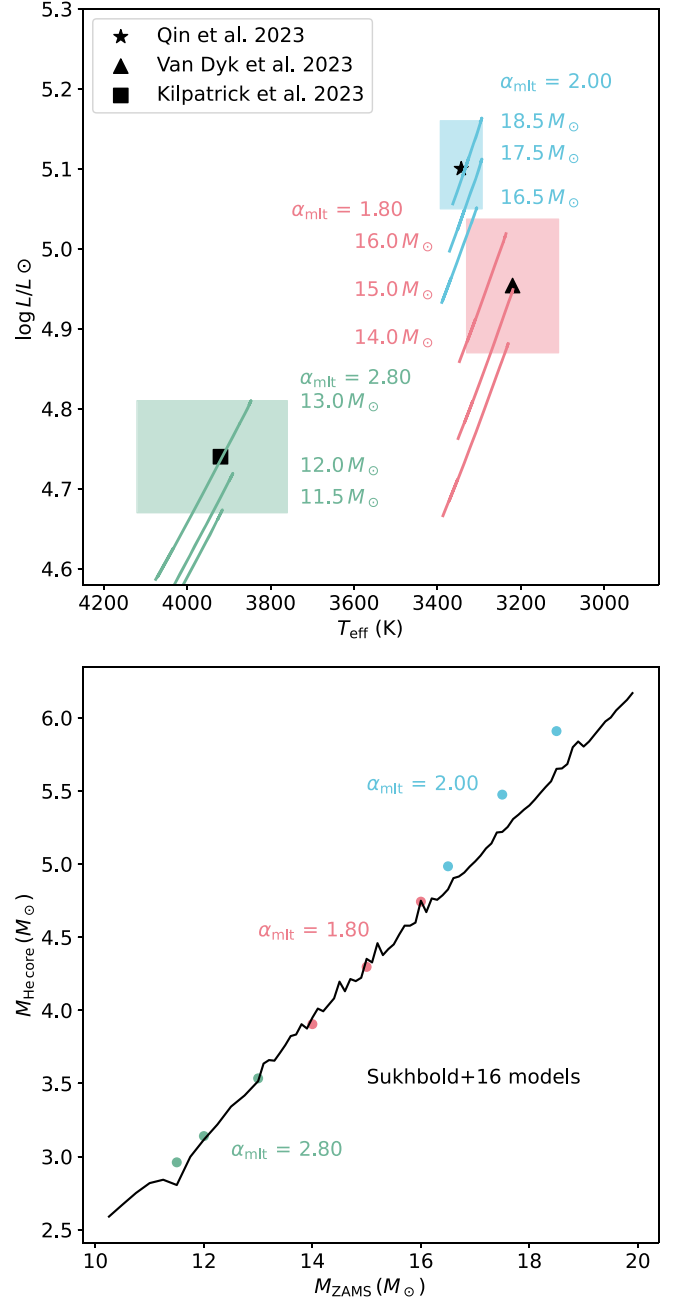 5.3
Qin et al. 2023
Van Dyk et al. 2023
Kilpatrick et al. 2023
5.2
α_mlt = 2.00
18.5 M⊙
17.5 M⊙
5.1
16.5 M⊙
α_mlt = 1.80
16.0 M⊙
5.0
15.0 M⊙
4.9
14.0 M⊙
α_mlt = 2.80
13.0 M⊙
4.8
12.0 M⊙
4.7
11.5 M⊙
4.6
log L/L ⊙
4200 4000 3800 3600 3400 3200 3000
T_eff (K)
6.0
5.5
α_mlt = 2.00
5.0
4.5
α_mlt = 1.80
4.0
3.5
Sukhbold+16 models
3.0
α_mlt = 2.80
2.5
M_He core (M⊙)
10 12 14 16 18 20
M_ZAMS (M⊙)